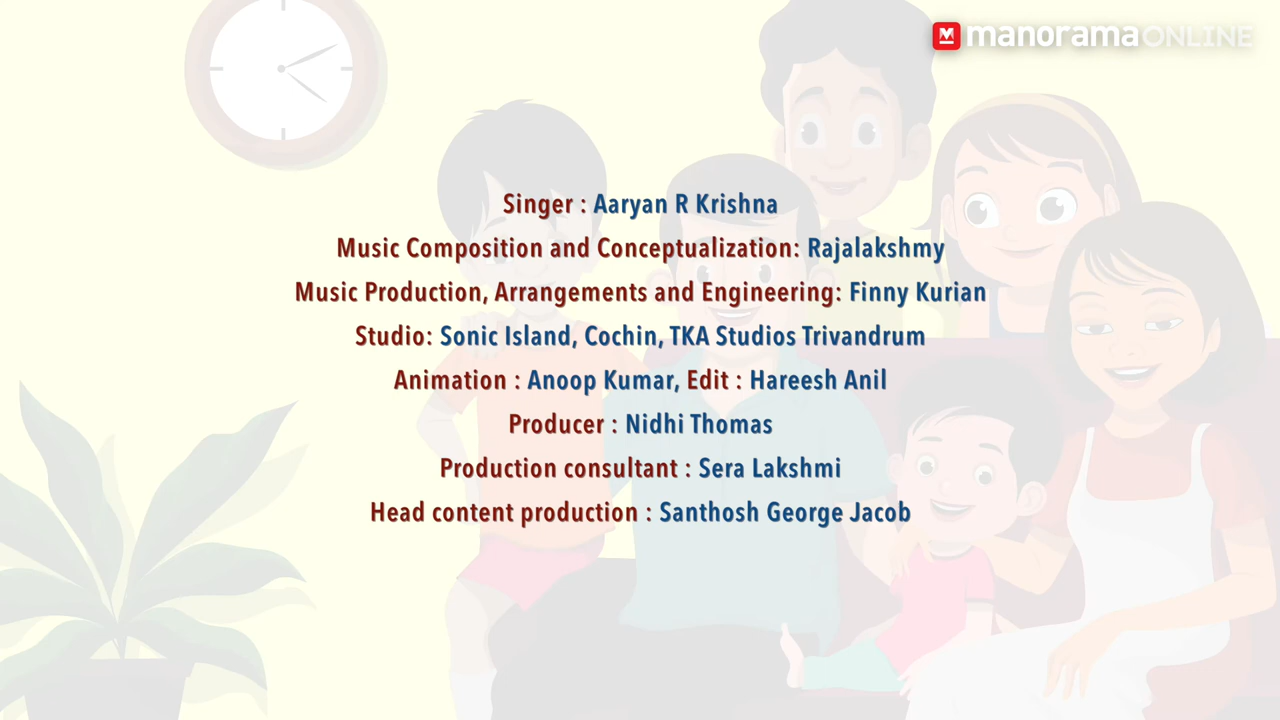 manoramaONLINE
Singer : Aaryan R Krishna
Music Composition and Conceptualization: Rajalakshmy
Music Production, Arrangements and Engineering: Finny Kurian
Studio: Sonic Island, Cochin, TKA Studios Trivandrum
Animation : Anoop Kumar, Edit : Hareesh Anil
Producer : Nidhi Thomas
Production consultant : Sera Lakshmi
Head content production : Santhosh George Jacob